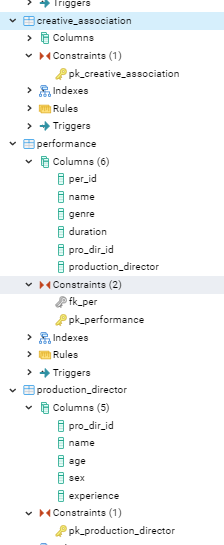 Triggers
creative_association
Columns
Constraints (1)
pk_creative_association
Indexes
Rules
Triggers
performance
Columns (6)
per_id
name
genre
duration
pro_dir_id
production_director
Constraints (2)
fk_per
pk_performance
Indexes
Rules
Triggers
production_director
Columns (5)
pro_dir_id
name
age
sex
experience
Constraints (1)
pk_production_director